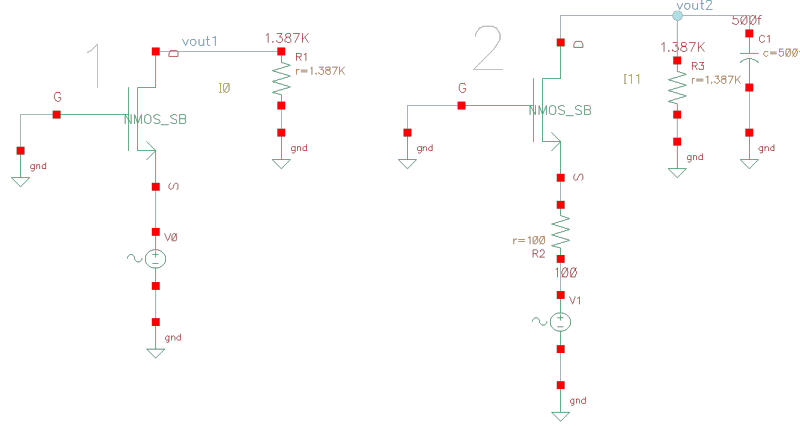 1
vout1
D
1.387K
R1
r=1.387K
I0
G
NMOS_SB
gnd
gnd
S
V0
gnd
2
vout2
500f
C1
D
1.387K
R3
r=1.387K
I11
G
NMOS_SB
gnd
gnd
gnd
S
r=100
R2
100
V1
gnd